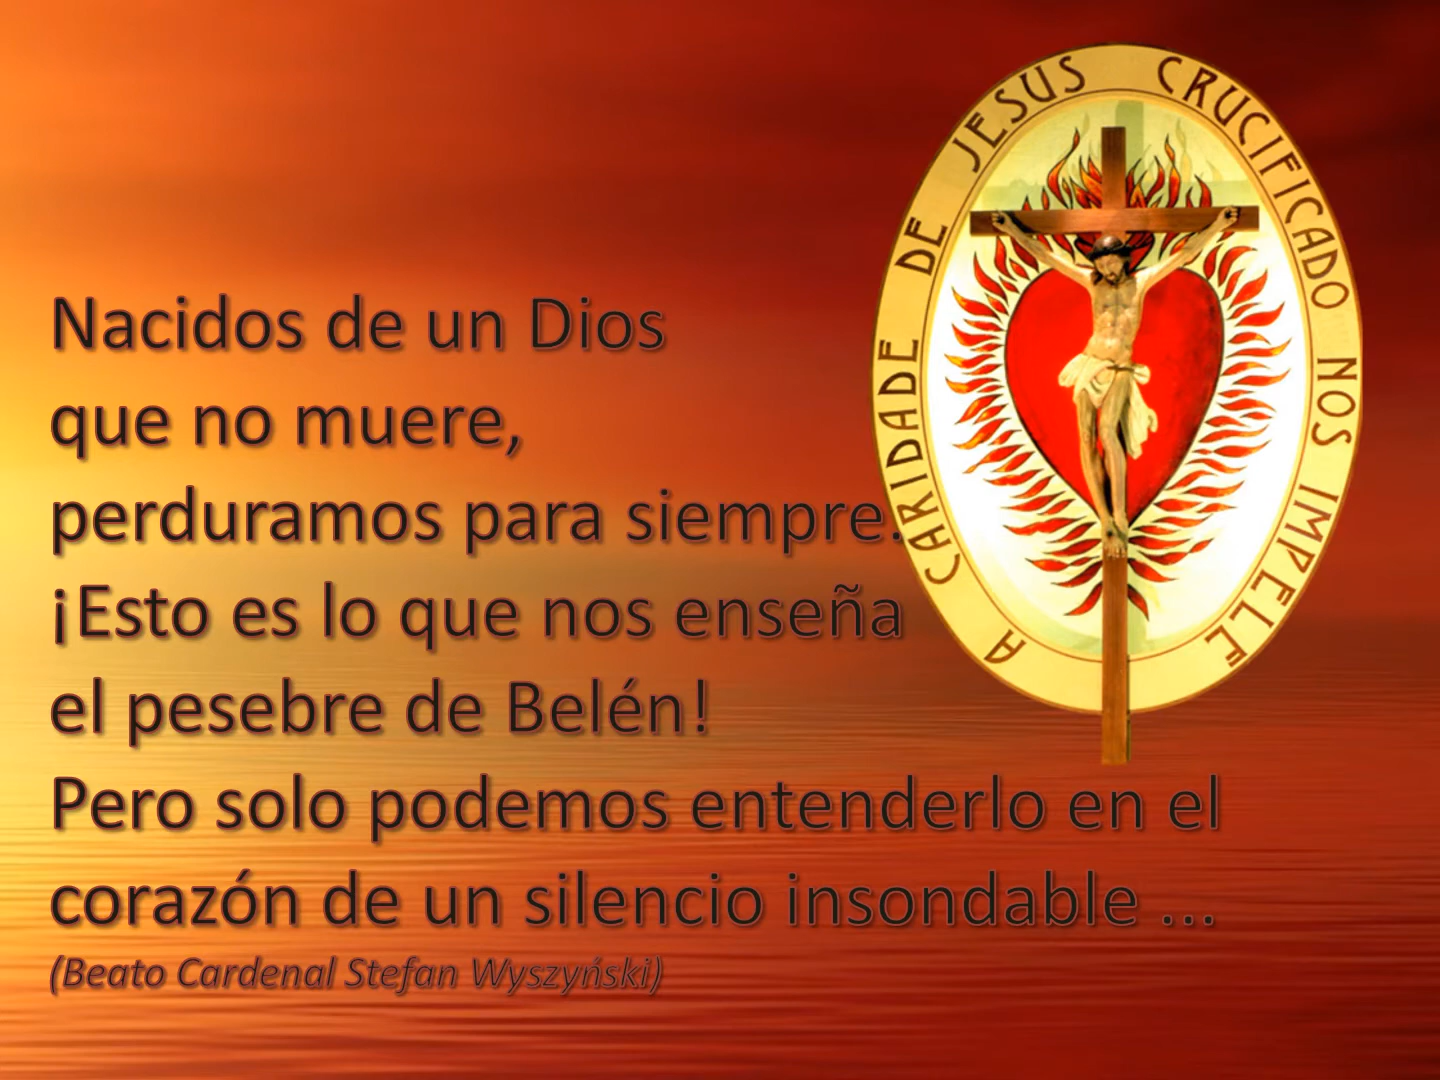 A CARIDADE DE JESUS CRUCIFICADO NOS IMPELE
Nacidos de un Dios
que no muere,
perduramos para siempre.
¡Esto es lo que nos enseña
el pesebre de Belén!
Pero solo podemos entenderlo en el
corazón de un silencio insondable ...
(Beato Cardenal Stefan Wyszyński)